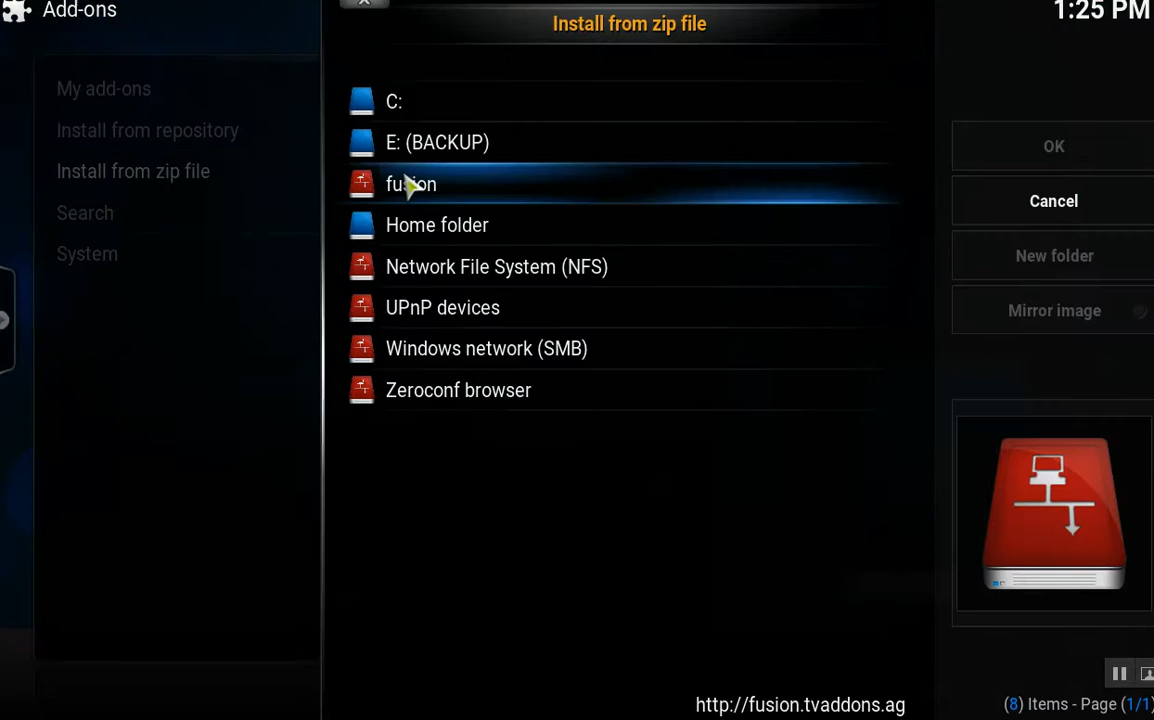 Add-ons
Install from zip file
1:25 PM
My add-ons
Install from repository
Install from zip file
Search
System
C:
E: (BACKUP)
fusion
Home folder
Network File System (NFS)
UPnP devices
Windows network (SMB)
Zeroconf browser
OK
Cancel
New folder
Mirror image
http://fusion.tvaddons.ag
(8) Items - Page (1/1)